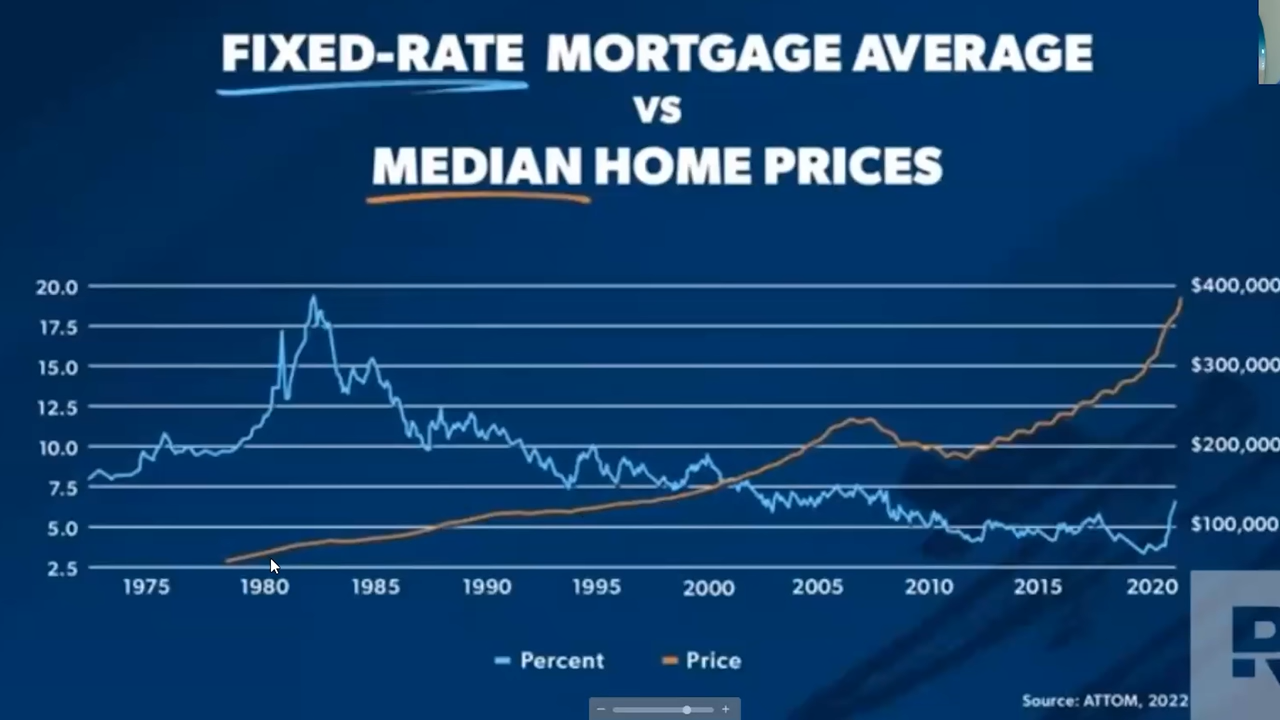 FIXED-RATE MORTGAGE AVERAGE
VS
MEDIAN HOME PRICES
20.0
17.5
15.0
12.5
10.0
7.5
5.0
2.5
$400,000
$300,000
$200,000
$100,000
1975 1980 1985 1990 1995 2000 2005 2010 2015 2020
Percent Price
Source: ATTOM, 2022
R